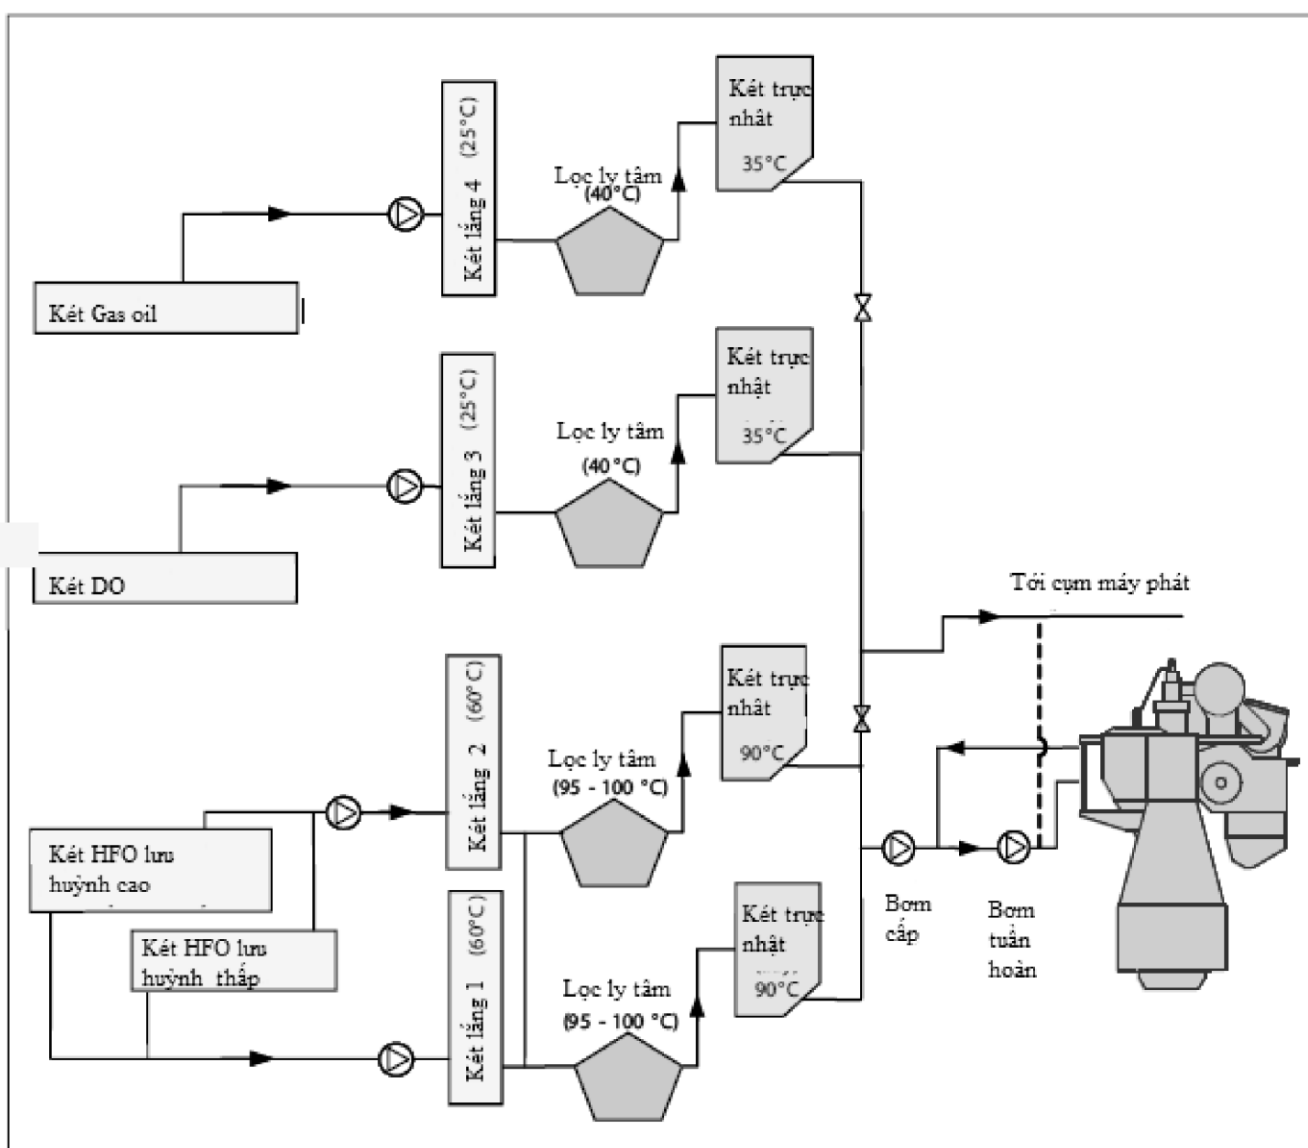 Két trực
nhật
35°C
Két lắng 4 (25°C)
Lọc ly tâm
(40°C)
Két Gas oil
Két trực
nhật
35°C
Két lắng 3 (25°C)
Lọc ly tâm
(40°C)
Két DO
Tới cụm máy phát
Két trực
nhật
90°C
Két lắng 2 (60°C)
Lọc ly tâm
(95 - 100 °C)
Két HFO lưu
huỳnh cao
Két HFO lưu
huỳnh thấp
Két lắng 1 (60°C)
Két trực
nhật
90°C
Lọc ly tâm
(95 - 100 °C)
Bơm
cấp
Bơm
tuần
hoàn